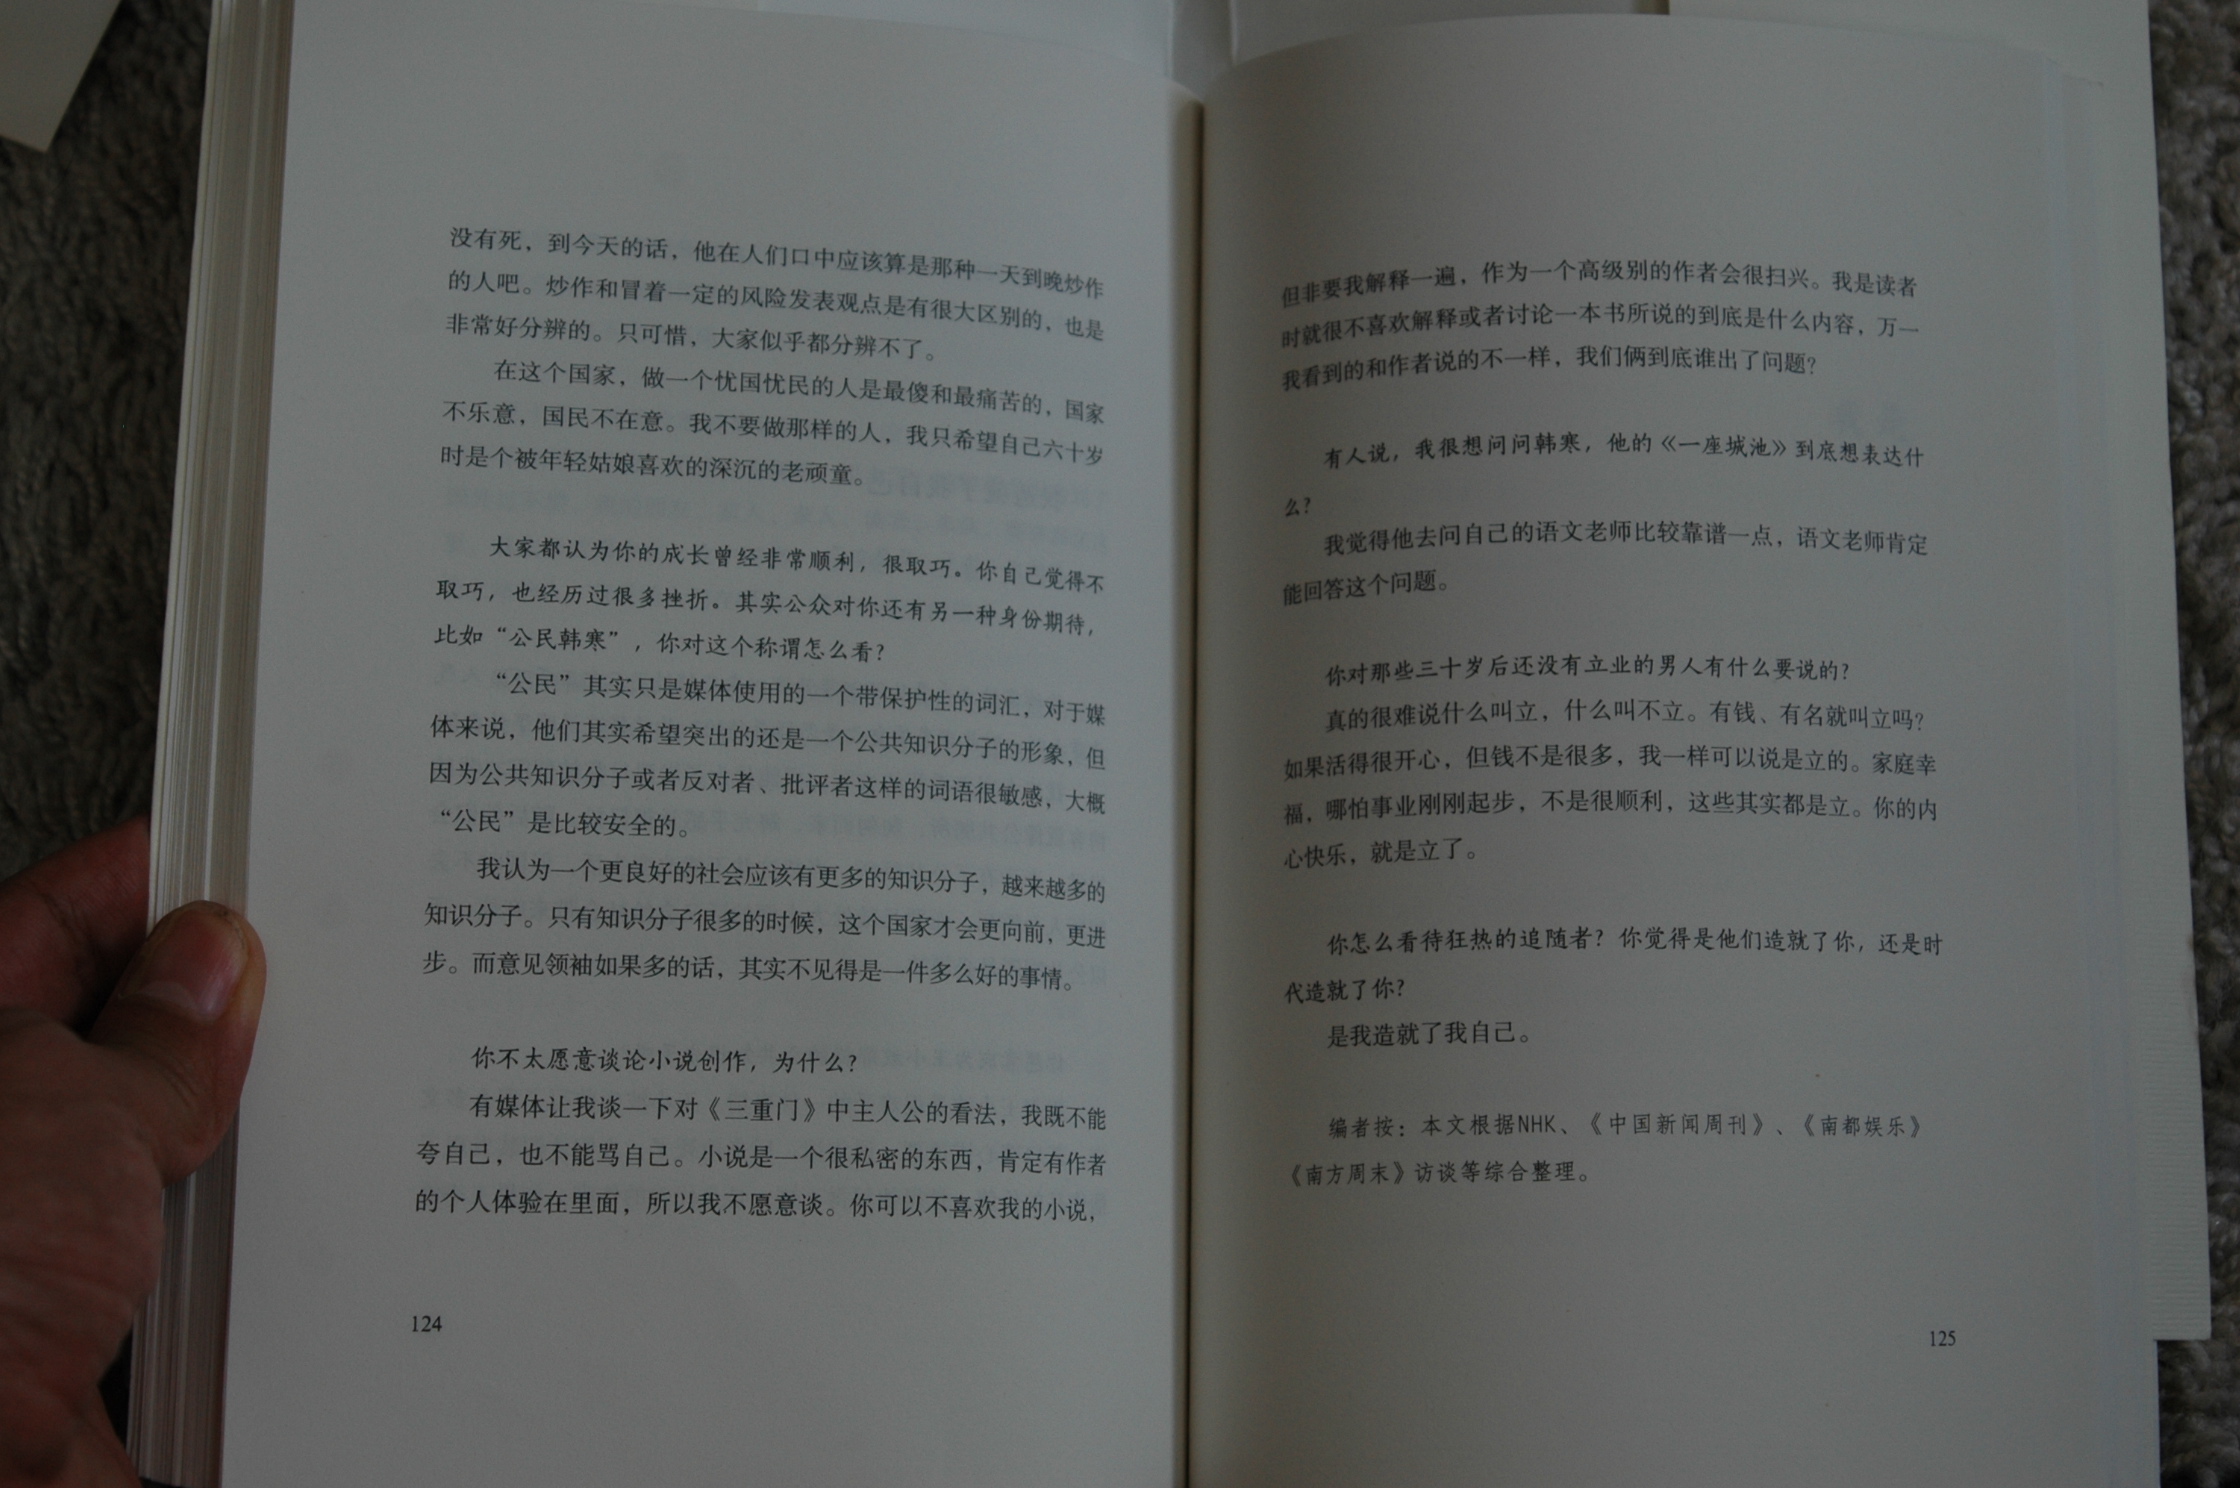 没有死，到今天的话，他在人们口中应该算是那种一天到晚炒作
的人吧。炒作和冒着一定的风险发表观点是有很大区别的，也是
非常好分辨的。只可惜，大家似乎都分辨不了。
在这个国家，做一个忧国忧民的人是最傻和最痛苦的，国家
不乐意，国民不在意。我不要做那样的人，我只希望自己六十岁
时是个被年轻姑娘喜欢的深沉的老顽童。
大家都认为你的成长曾经非常顺利，很取巧。你自己觉得不
取巧，也经历过很多挫折。其实公众对你还有另一种身份期待，
比如“公民韩寒”，你对这个称谓怎么看？
“公民”其实只是媒体使用的一个带保护性的词汇，对于媒
体来说，他们其实希望突出的还是一个公共知识分子的形象，但
因为公共知识分子或者反对者、批评者这样的词语很敏感，大概
“公民”是比较安全的。
我认为一个更良好的社会应该有更多的知识分子，越来越多的
知识分子。只有知识分子很多的时候，这个国家才会更向前，更进
步。而意见领袖如果多的话，其实不见得是一件多么好的事情。
你不太愿意谈论小说创作，为什么？
有媒体让我谈一下对《三重门》中主人公的看法，我既不能
夸自己，也不能骂自己。小说是一个很私密的东西，肯定有作者
的个人体验在里面，所以我不愿意谈。你可以不喜欢我的小说，
124
但非要我解释一遍，作为一个高级别的作者会很扫兴。我是读者
时就很不喜欢解释或者讨论一本书所说的到底是什么内容，万一
我看到的和作者说的不一样，我们俩到底谁出了问题？
有人说，我很想问问韩寒，他的《一座城池》到底想表达什
么？
我觉得他去问自己的语文老师比较靠谱一点，语文老师肯定
能回答这个问题。
你对那些三十岁后还没有立业的男人有什么要说的？
真的很难说什么叫立，什么叫不立。有钱、有名就叫立吗？
如果活得很开心，但钱不是很多，我一样可以说是立的。家庭幸
福，哪怕事业刚刚起步，不是很顺利，这些其实都是立。你的内
心快乐，就是立了。
你怎么看待狂热的追随者？你觉得是他们造就了你，还是时
代造就了你？
是我造就了我自己。
编者按：本文根据NHK、《中国新闻周刊》、《南都娱乐》
《南方周末》访谈等综合整理。
125